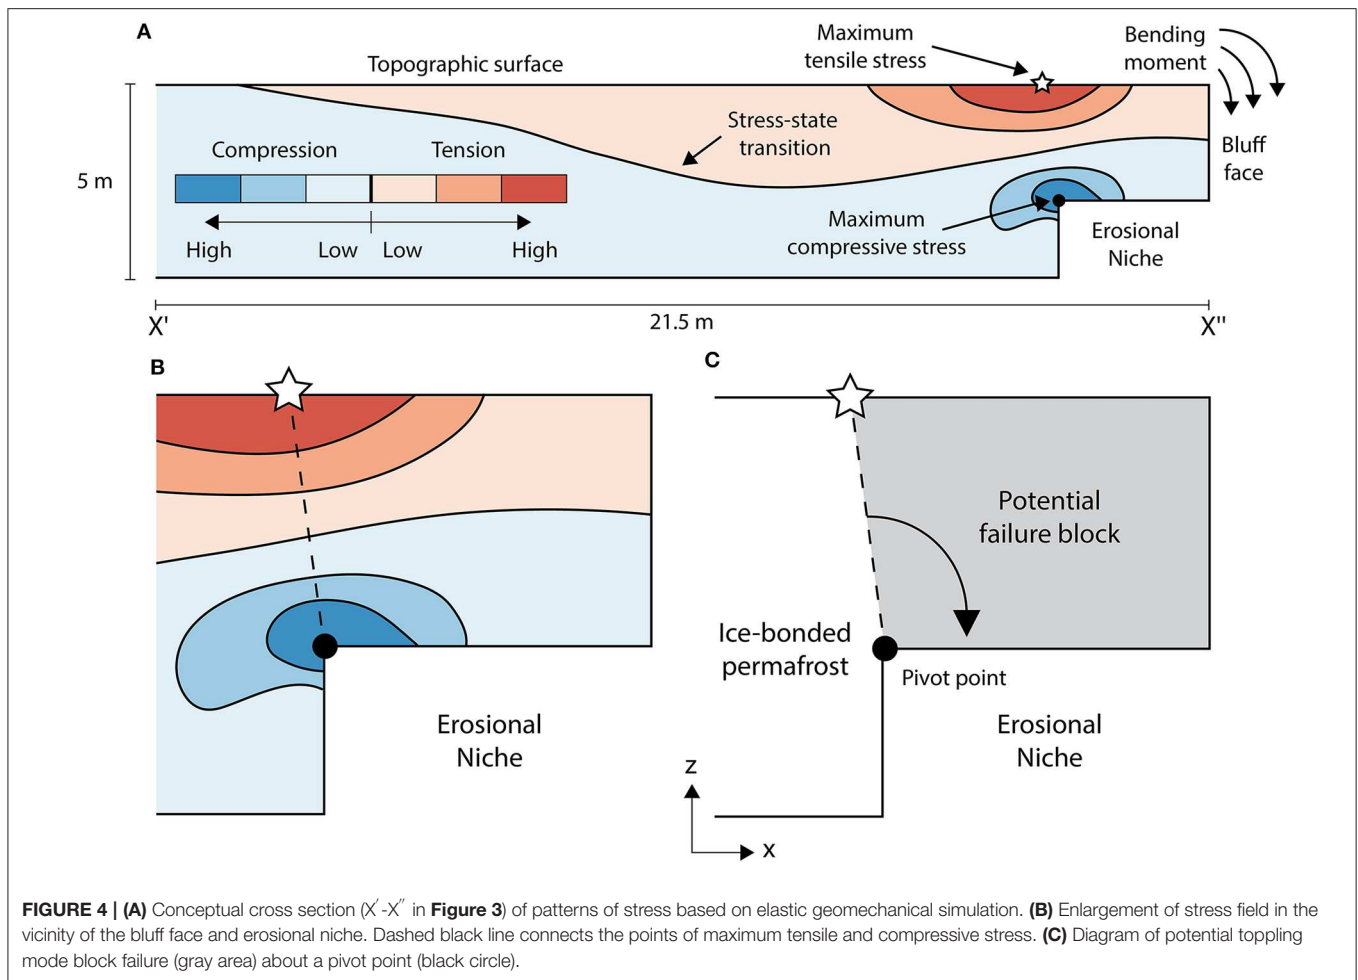 A
Maximum
tensile stress
Bending
moment
Topographic surface
Stress-state
transition
Bluff
face
Compression
Tension
5 m
High
Low
Low
High
Maximum
compressive stress
Erosional
Niche
X'
21.5 m
X"
B
Erosional
Niche
C
Potential
failure block
Ice-bonded
permafrost
Pivot point
Erosional
Niche
z
x
FIGURE 4 | (A) Conceptual cross section (X′-X″ in Figure 3) of patterns of stress based on elastic geomechanical simulation. (B) Enlargement of stress field in the
vicinity of the bluff face and erosional niche. Dashed black line connects the points of maximum tensile and compressive stress. (C) Diagram of potential toppling
mode block failure (gray area) about a pivot point (black circle).